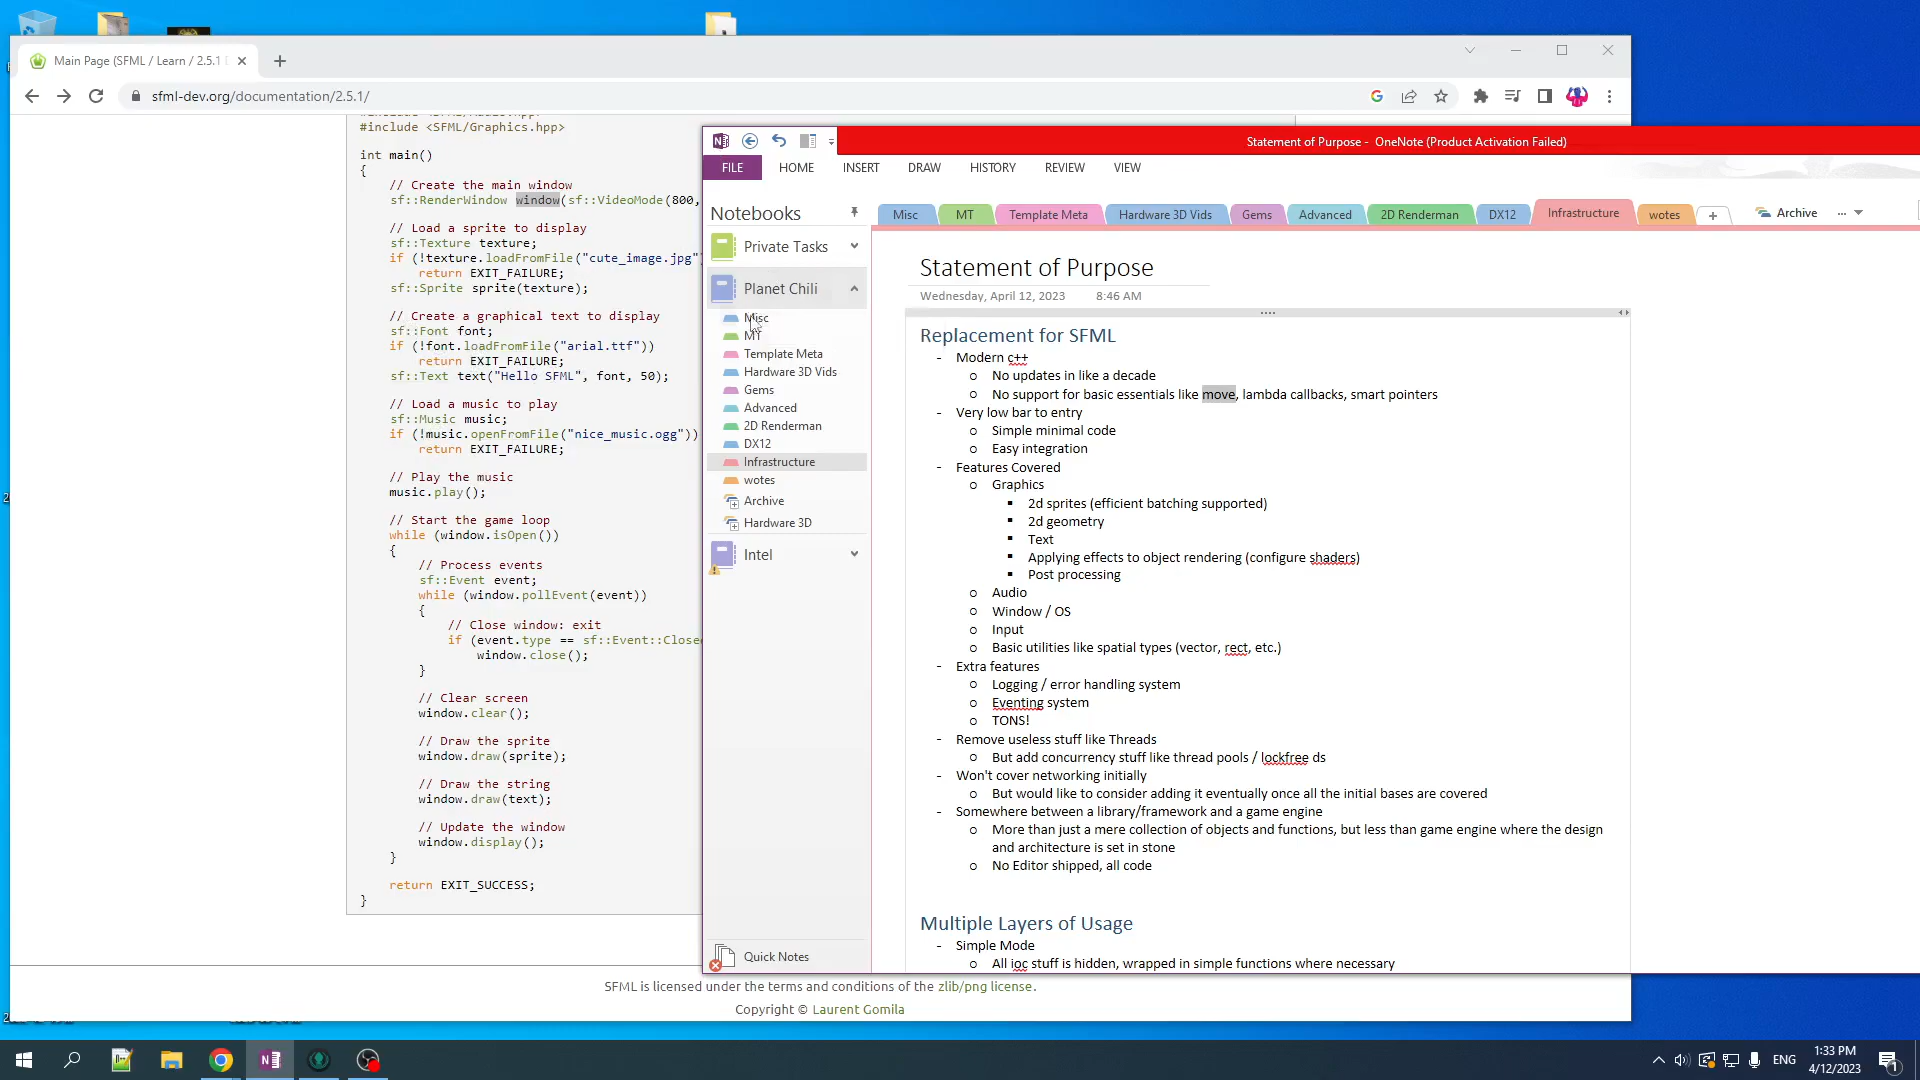 Main Page (SFML / Learn / 2.5.1 D
sfml-dev.org/documentation/2.5.1/
#include <SFML/Audio.hpp>
#include <SFML/Graphics.hpp>
int main()
{
// Create the main window
sf::RenderWindow window(sf::VideoMode(800,
// Load a sprite to display
sf::Texture texture;
if (!texture.loadFromFile("cute_image.jpg")
return EXIT_FAILURE;
sf::Sprite sprite(texture);
// Create a graphical text to display
sf::Font font;
if (!font.loadFromFile("arial.ttf"))
return EXIT_FAILURE;
sf::Text text("Hello SFML", font, 50);
// Load a music to play
sf::Music music;
if (!music.openFromFile("nice_music.ogg"))
return EXIT_FAILURE;
// Play the music
music.play();
// Start the game loop
while (window.isOpen())
{
// Process events
sf::Event event;
while (window.pollEvent(event))
{
// Close window: exit
if (event.type == sf::Event::Close
window.close();
}
// Clear screen
window.clear();
// Draw the sprite
window.draw(sprite);
// Draw the string
window.draw(text);
// Update the window
window.display();
}
return EXIT_SUCCESS;
}
SFML is licensed under the terms and conditions of the zlib/png license.
Copyright © Laurent Gomila
Statement of Purpose - OneNote (Product Activation Failed)
FILE HOME INSERT DRAW HISTORY REVIEW VIEW
Notebooks
Private Tasks
Planet Chili
Misc
MT
Template Meta
Hardware 3D Vids
Gems
Advanced
2D Renderman
DX12
Infrastructure
wotes
Archive
Hardware 3D
Intel
Quick Notes
Misc MT Template Meta Hardware 3D Vids Gems Advanced 2D Renderman DX12 Infrastructure wotes + Archive ...
Statement of Purpose
Wednesday, April 12, 2023 8:46 AM
Replacement for SFML
- Modern c++
o No updates in like a decade
o No support for basic essentials like move, lambda callbacks, smart pointers
- Very low bar to entry
o Simple minimal code
o Easy integration
- Features Covered
o Graphics
▪ 2d sprites (efficient batching supported)
▪ 2d geometry
▪ Text
▪ Applying effects to object rendering (configure shaders)
▪ Post processing
o Audio
o Window / OS
o Input
o Basic utilities like spatial types (vector, rect, etc.)
- Extra features
o Logging / error handling system
o Eventing system
o TONS!
- Remove useless stuff like Threads
o But add concurrency stuff like thread pools / lockfree ds
- Won't cover networking initially
o But would like to consider adding it eventually once all the initial bases are covered
- Somewhere between a library/framework and a game engine
o More than just a mere collection of objects and functions, but less than game engine where the design
and architecture is set in stone
o No Editor shipped, all code
Multiple Layers of Usage
- Simple Mode
o All ioc stuff is hidden, wrapped in simple functions where necessary
ENG
1:33 PM
4/12/2023
1